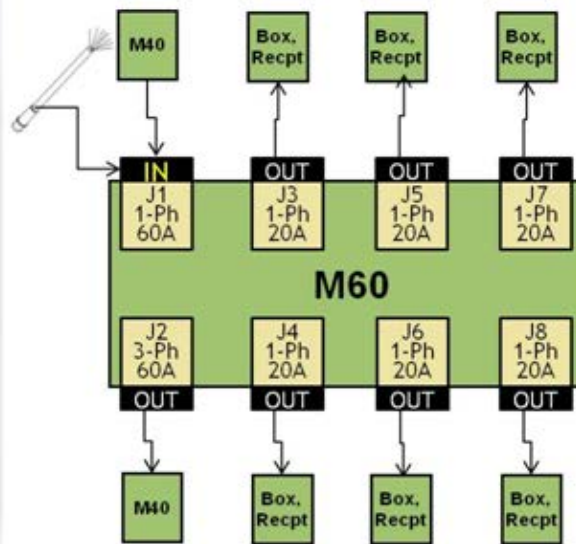 M40
Box,
Recpt
Box,
Recpt
Box,
Recpt
IN
OUT
OUT
OUT
J1
1-Ph
60A
J3
1-Ph
20A
J5
1-Ph
20A
J7
1-Ph
20A
M60
J2
3-Ph
60A
J4
1-Ph
20A
J6
1-Ph
20A
J8
1-Ph
20A
OUT
OUT
OUT
OUT
M40
Box,
Recpt
Box,
Recpt
Box,
Recpt